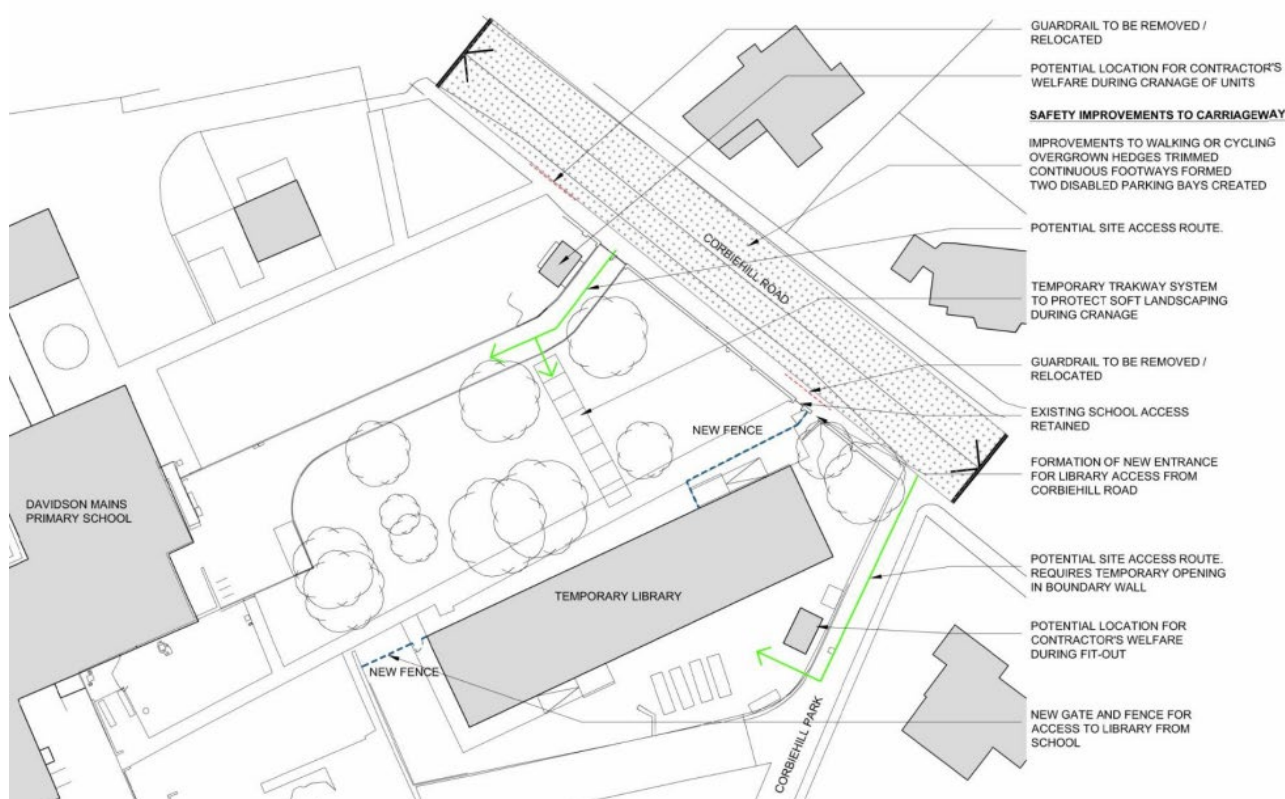 GUARDRAIL TO BE REMOVED /
RELOCATED
POTENTIAL LOCATION FOR CONTRACTOR'S
WELFARE DURING CRANAGE OF UNITS
SAFETY IMPROVEMENTS TO CARRIAGEWAY
IMPROVEMENTS TO WALKING OR CYCLING
OVERGROWN HEDGES TRIMMED
CONTINUOUS FOOTWAYS FORMED
TWO DISABLED PARKING BAYS CREATED
POTENTIAL SITE ACCESS ROUTE.
CORBIEHILL ROAD
TEMPORARY TRAKWAY SYSTEM
TO PROTECT SOFT LANDSCAPING
DURING CRANAGE
GUARDRAIL TO BE REMOVED /
RELOCATED
EXISTING SCHOOL ACCESS
RETAINED
NEW FENCE
FORMATION OF NEW ENTRANCE
FOR LIBRARY ACCESS FROM
CORBIEHILL ROAD
DAVIDSON MAINS
PRIMARY SCHOOL
POTENTIAL SITE ACCESS ROUTE.
REQUIRES TEMPORARY OPENING
IN BOUNDARY WALL
TEMPORARY LIBRARY
POTENTIAL LOCATION FOR
CONTRACTOR'S WELFARE
DURING FIT-OUT
NEW FENCE
CORBIEHILL PARK
NEW GATE AND FENCE FOR
ACCESS TO LIBRARY FROM
SCHOOL